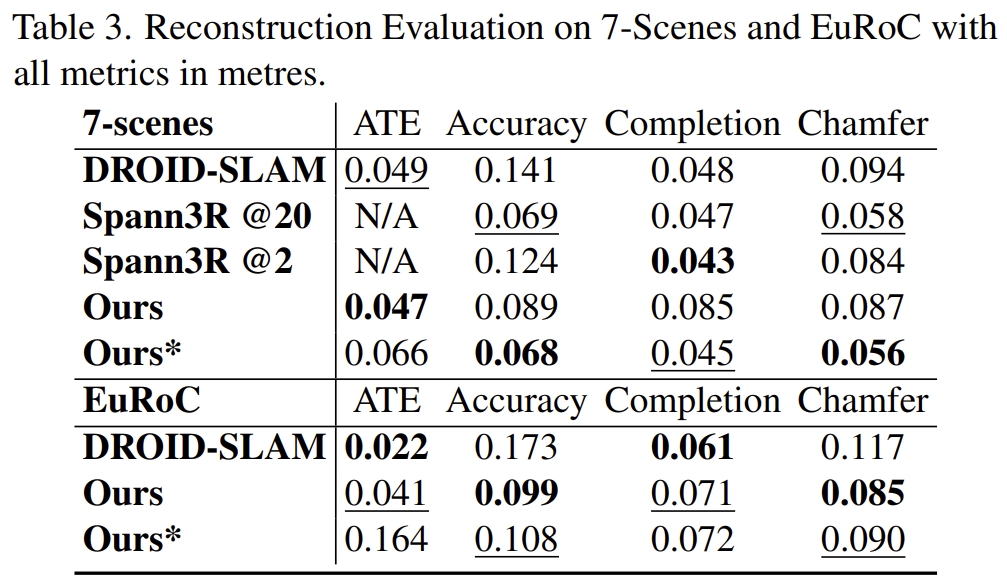 Table 3. Reconstruction Evaluation on 7-Scenes and EuRoC with
all metrics in metres.
7-scenes ATE Accuracy Completion Chamfer
DROID-SLAM 0.049 0.141 0.048 0.094
Spann3R @20 N/A 0.069 0.047 0.058
Spann3R @2 N/A 0.124 0.043 0.084
Ours 0.047 0.089 0.085 0.087
Ours* 0.066 0.068 0.045 0.056
EuRoC ATE Accuracy Completion Chamfer
DROID-SLAM 0.022 0.173 0.061 0.117
Ours 0.041 0.099 0.071 0.085
Ours* 0.164 0.108 0.072 0.090